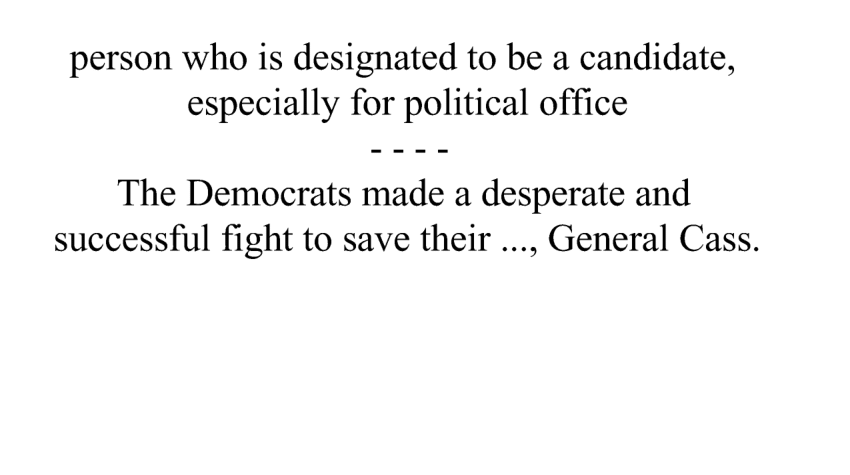 person who is designated to be a candidate,
especially for political office
- - - -
The Democrats made a desperate and
successful fight to save their ..., General Cass.